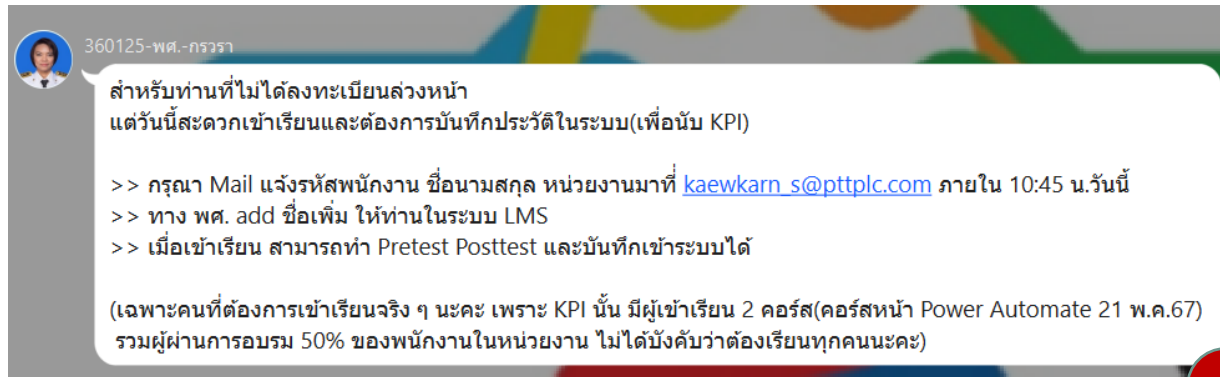 360125-พศ.-กรวรา
สำหรับท่านที่ไม่ได้ลงทะเบียนล่วงหน้า
แต่วันนี้สะดวกเข้าเรียนและต้องการบันทึกประวัติในระบบ(เพื่อนับ KPI)
>> กรุณา Mail แจ้งรหัสพนักงาน ชื่อนามสกุล หน่วยงานมาที่ kaewkarn_s@pttplc.com ภายใน 10:45 น.วันนี้
>> ทาง พศ. add ชื่อเพิ่ม ให้ท่านในระบบ LMS
>> เมื่อเข้าเรียน สามารถทำ Pretest Posttest และบันทึกเข้าระบบได้
(เฉพาะคนที่ต้องการเข้าเรียนจริง ๆ นะคะ เพราะ KPI นั้น มีผู้เข้าเรียน 2 คอร์ส(คอร์สหน้า Power Automate 21 พ.ค.67)
รวมผู้ผ่านการอบรม 50% ของพนักงานในหน่วยงาน ไม่ได้บังคับว่าต้องเรียนทุกคนนะคะ)